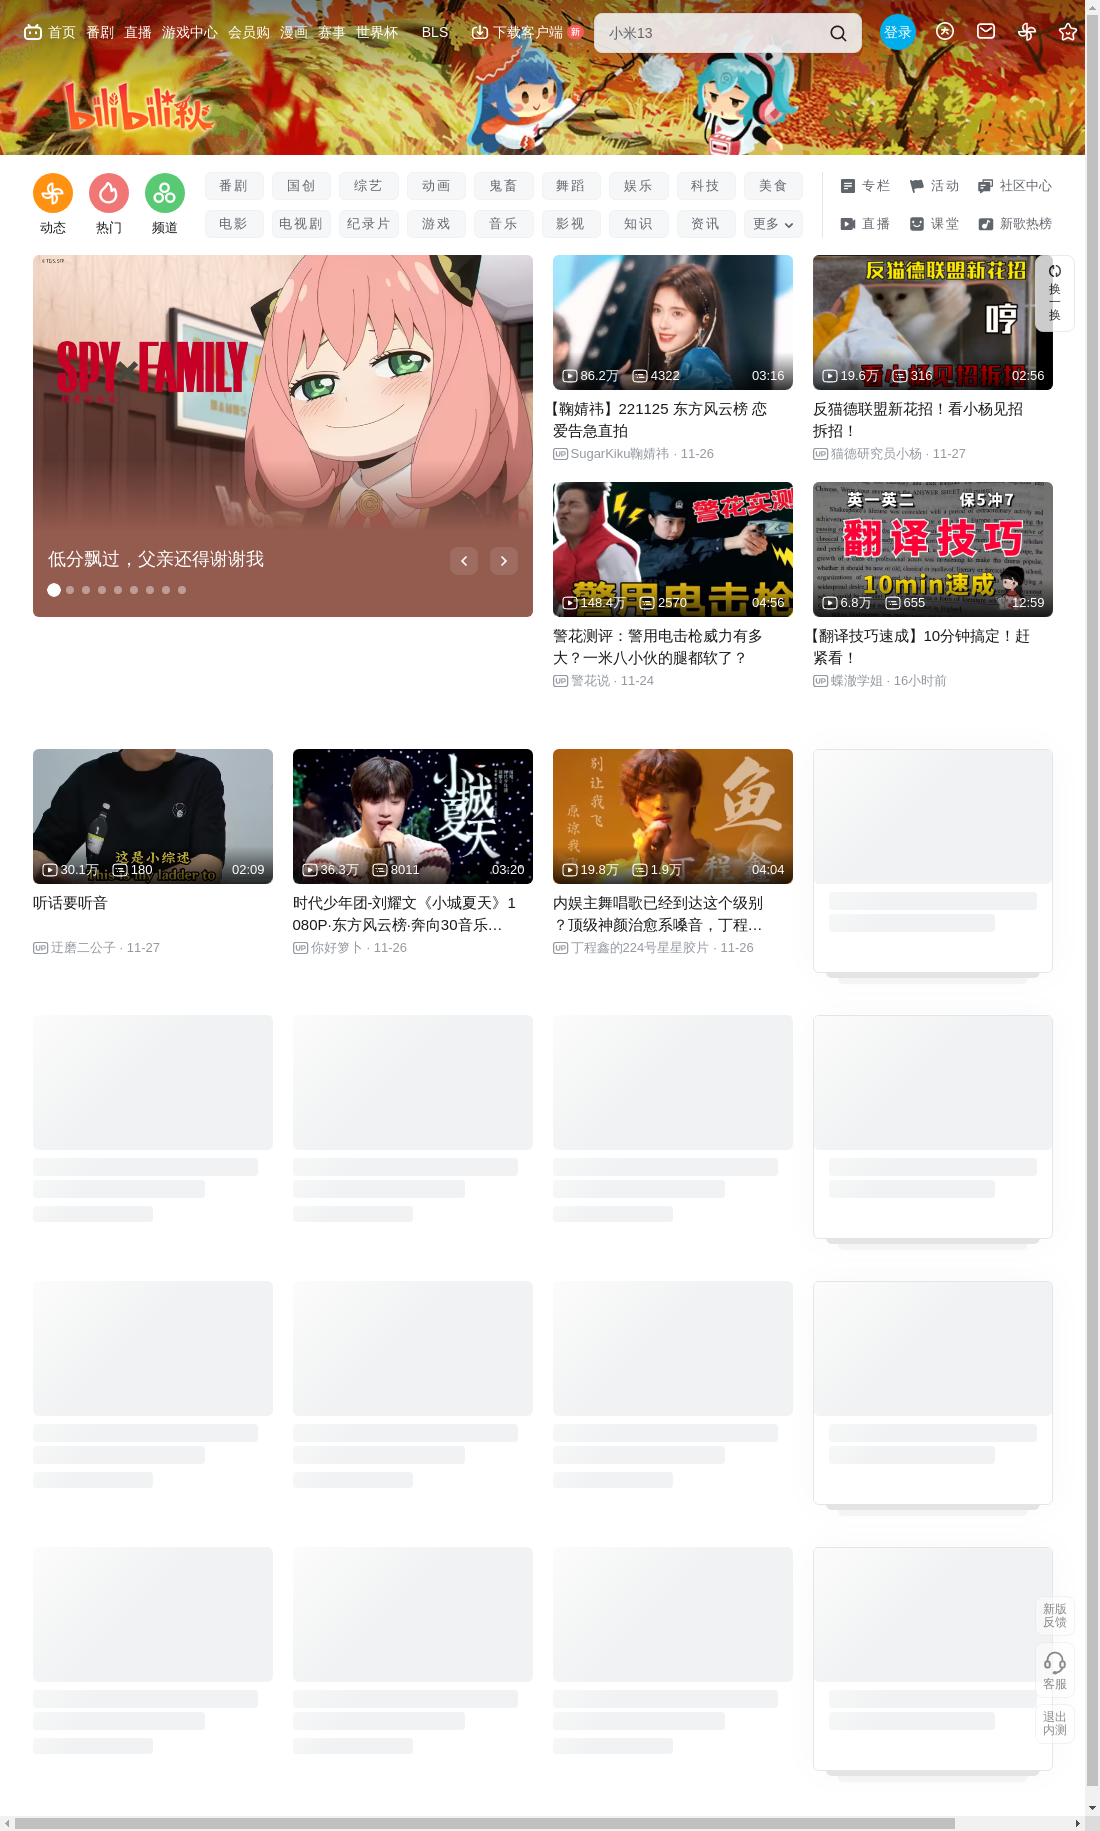 首页 番剧 直播 游戏中心 会员购 漫画 赛事 世界杯 BLS 下载客户端 新 小米13 登录
bilibili秋
番剧 国创 综艺 动画 鬼畜 舞蹈 娱乐 科技 美食 专栏 活动 社区中心
动态 热门 频道
电影 电视剧 纪录片 游戏 音乐 影视 知识 资讯 更多 直播 课堂 新歌热榜
SPY×FAMILY
低分飘过，父亲还得谢谢我
86.2万 4322 03:16
【鞠婧祎】221125 东方风云榜 恋
爱告急直拍
SugarKiku鞠婧祎 · 11-26
反猫德联盟新花招
哼
看小杨见招拆招
19.6万 316 02:56
反猫德联盟新花招！看小杨见招
拆招！
猫德研究员小杨 · 11-27
换
一
换
警花实测
警用电击枪
148.4万 2570 04:56
警花测评：警用电击枪威力有多
大？一米八小伙的腿都软了？
警花说 · 11-24
英一英二 保5冲7
翻译技巧
10min速成
6.8万 655 12:59
【翻译技巧速成】10分钟搞定！赶
紧看！
蝶澈学姐 · 16小时前
这是小综述
This is my ladder to
30.1万 180 02:09
听话要听音
迂磨二公子 · 11-27
小城夏天
36.3万 8011 03:20
时代少年团-刘耀文《小城夏天》1
080P·东方风云榜·奔向30音乐…
你好箩卜 · 11-26
别让我飞
原谅我
鱼
丁程鑫
19.8万 1.9万 04:04
内娱主舞唱歌已经到达这个级别
？顶级神颜治愈系嗓音，丁程…
丁程鑫的224号星星胶片 · 11-26
新版
反馈
客服
退出
内测